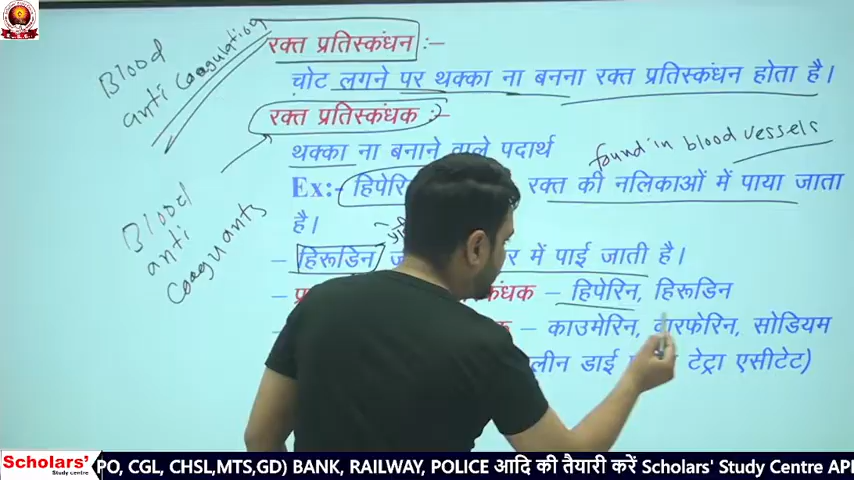 रक्त प्रतिस्कंधन :–
चोट लगने पर थक्का ना बनना रक्त प्रतिस्कंधन होता है।
रक्त प्रतिस्कंधक :–
थक्का ना बनाने वाले पदार्थ
Ex:- हिपेरि रक्त की नलिकाओं में पाया जाता
है।
– हिरूडिन में पाई जाती है।
– हिपेरिन, हिरूडिन
– काउमेरिन, वारफेरिन, सोडियम
डाई टेट्रा एसीटेट)
Blood
anti coagulation
Blood
anti
coagulants
found in blood vessels
Scholars'
Study Centre
PO, CGL, CHSL,MTS,GD) BANK, RAILWAY, POLICE आदि की तैयारी करें Scholars' Study Centre AP